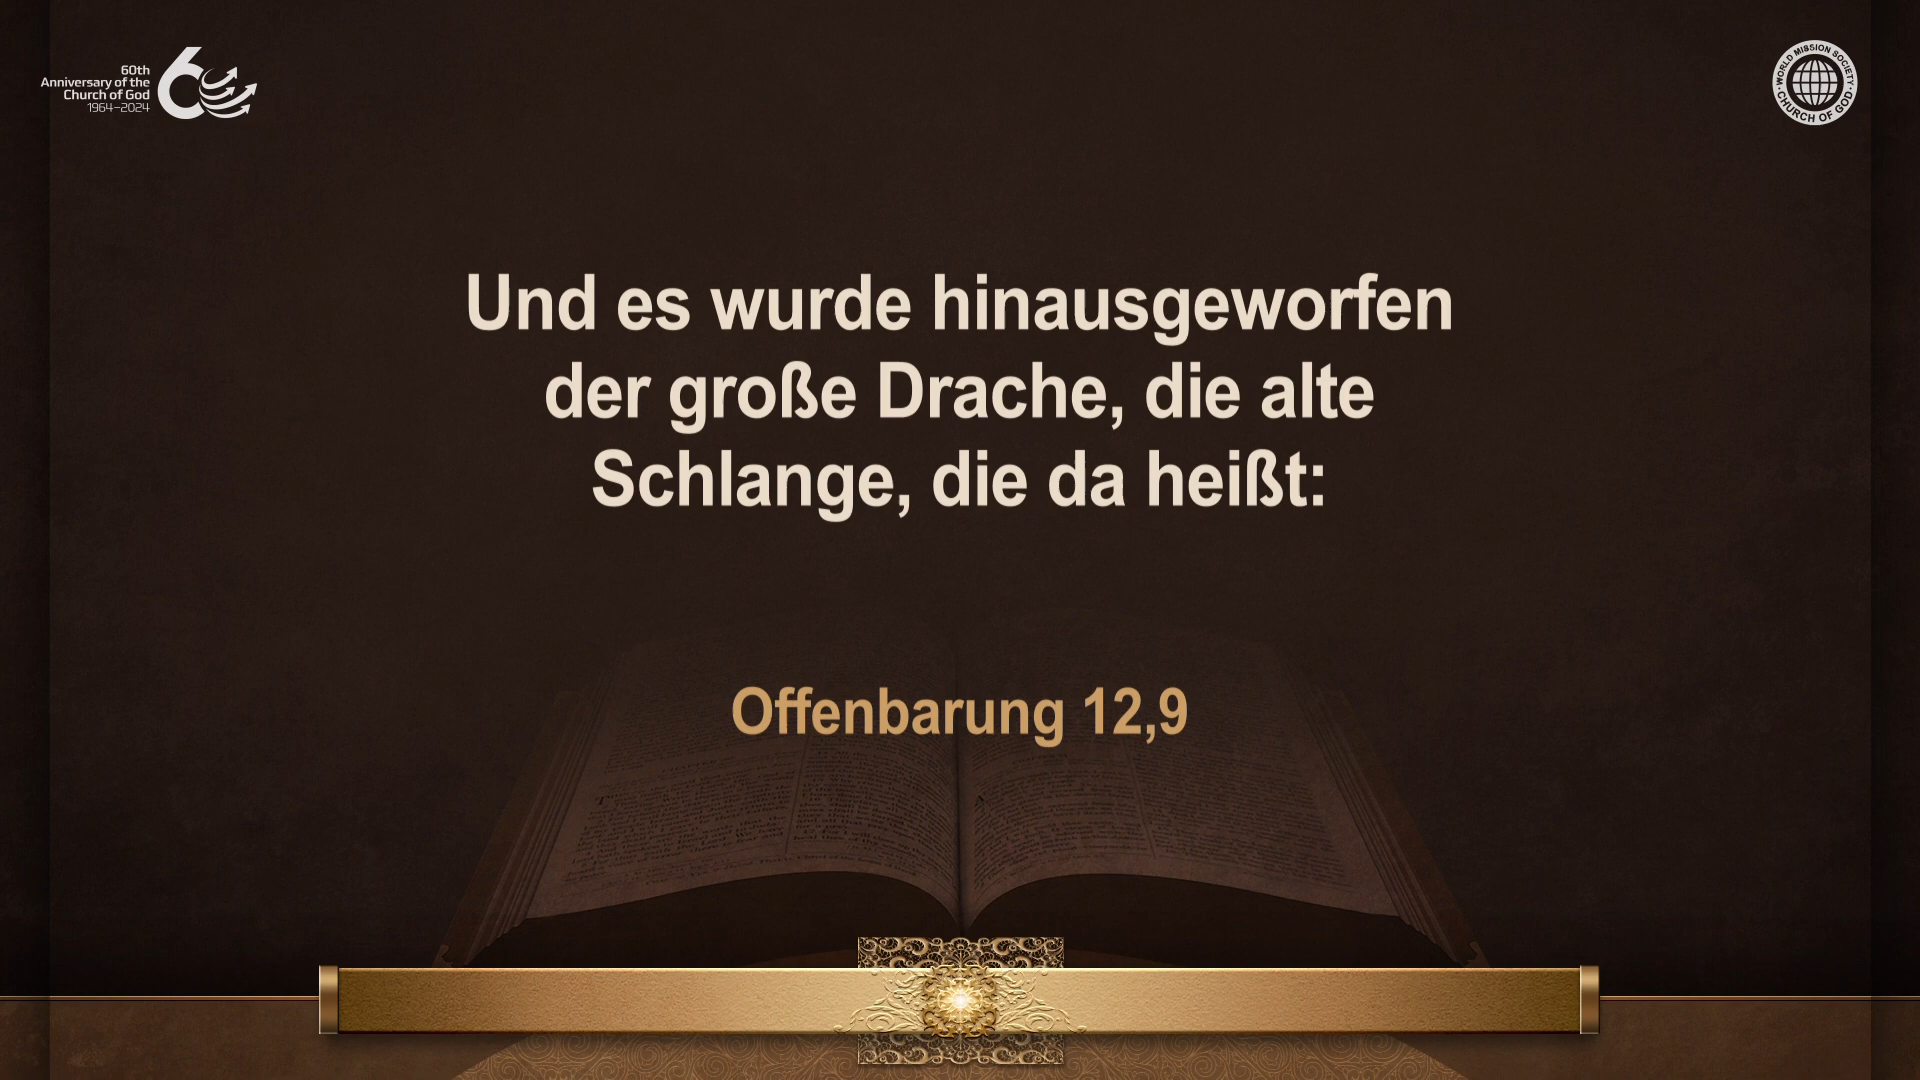 60th
Anniversary of the
Church of God
1964–2024
WORLD MISSION SOCIETY
CHURCH OF GOD
Und es wurde hinausgeworfen
der große Drache, die alte
Schlange, die da heißt:
Offenbarung 12,9